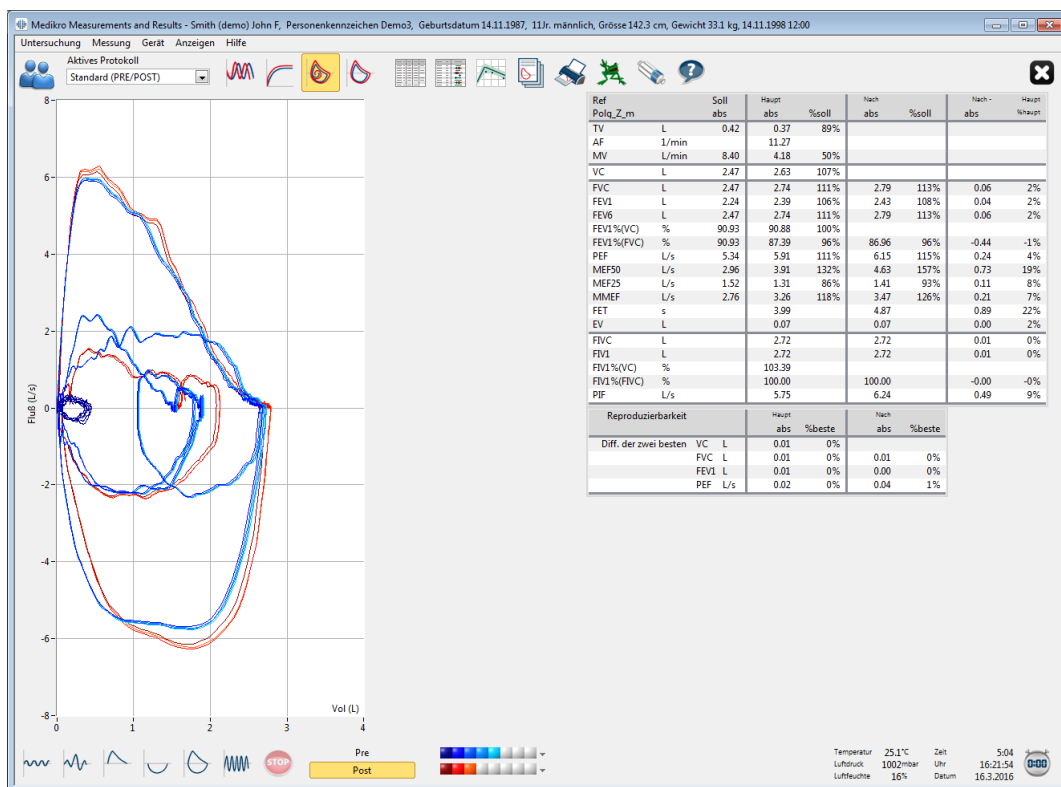 Medikro Measurements and Results - Smith (demo) John F, Personenkennzeichen Demo3, Geburtsdatum 14.11.1987, 11Jr. männlich, Grösse 142.3 cm, Gewicht 33.1 kg, 14.11.1998 12:00
Untersuchung Messung Gerät Anzeigen Hilfe
Aktives Protokoll
Standard (PRE/POST)
Ref Soll Haupt Nach Nach - Haupt
Polg_Z_m abs abs %soll abs %soll abs %haupt
TV L 0.42 0.37 89%
AF 1/min 11.27
MV L/min 8.40 4.18 50%
VC L 2.47 2.63 107%
FVC L 2.47 2.74 111% 2.79 113% 0.06 2%
FEV1 L 2.24 2.39 106% 2.43 108% 0.04 2%
FEV6 L 2.47 2.74 111% 2.79 113% 0.06 2%
FEV1%(VC) % 90.93 90.88 100%
FEV1%(FVC) % 90.93 87.39 96% 86.96 96% -0.44 -1%
PEF L/s 5.34 5.91 111% 6.15 115% 0.24 4%
MEF50 L/s 2.96 3.91 132% 4.63 157% 0.73 19%
MEF25 L/s 1.52 1.31 86% 1.41 93% 0.11 8%
MMEF L/s 2.76 3.26 118% 3.47 126% 0.21 7%
FET s 3.99 4.87 0.89 22%
EV L 0.07 0.07 0.00 2%
FIVC L 2.72 2.72 0.01 0%
FIV1 L 2.72 2.72 0.01 0%
FIV1%(VC) % 103.39
FIV1%(FIVC) % 100.00 100.00 -0.00 -0%
PIF L/s 5.75 6.24 0.49 9%
Reproduzierbarkeit Haupt Nach
abs %beste abs %beste
Diff. der zwei besten VC L 0.01 0%
FVC L 0.01 0% 0.01 0%
FEV1 L 0.01 0% 0.00 0%
PEF L/s 0.02 0% 0.04 1%
Fluß (L/s)
8
6
4
2
0
-2
-4
-6
-8
Vol (L)
0 1 2 3 4
STOP
Pre
Post
Temperatur 25.1°C Zeit 5:04
Luftdruck 1002mbar Uhr 16:21:54
Luftfeuchte 16% Datum 16.3.2016
0:00